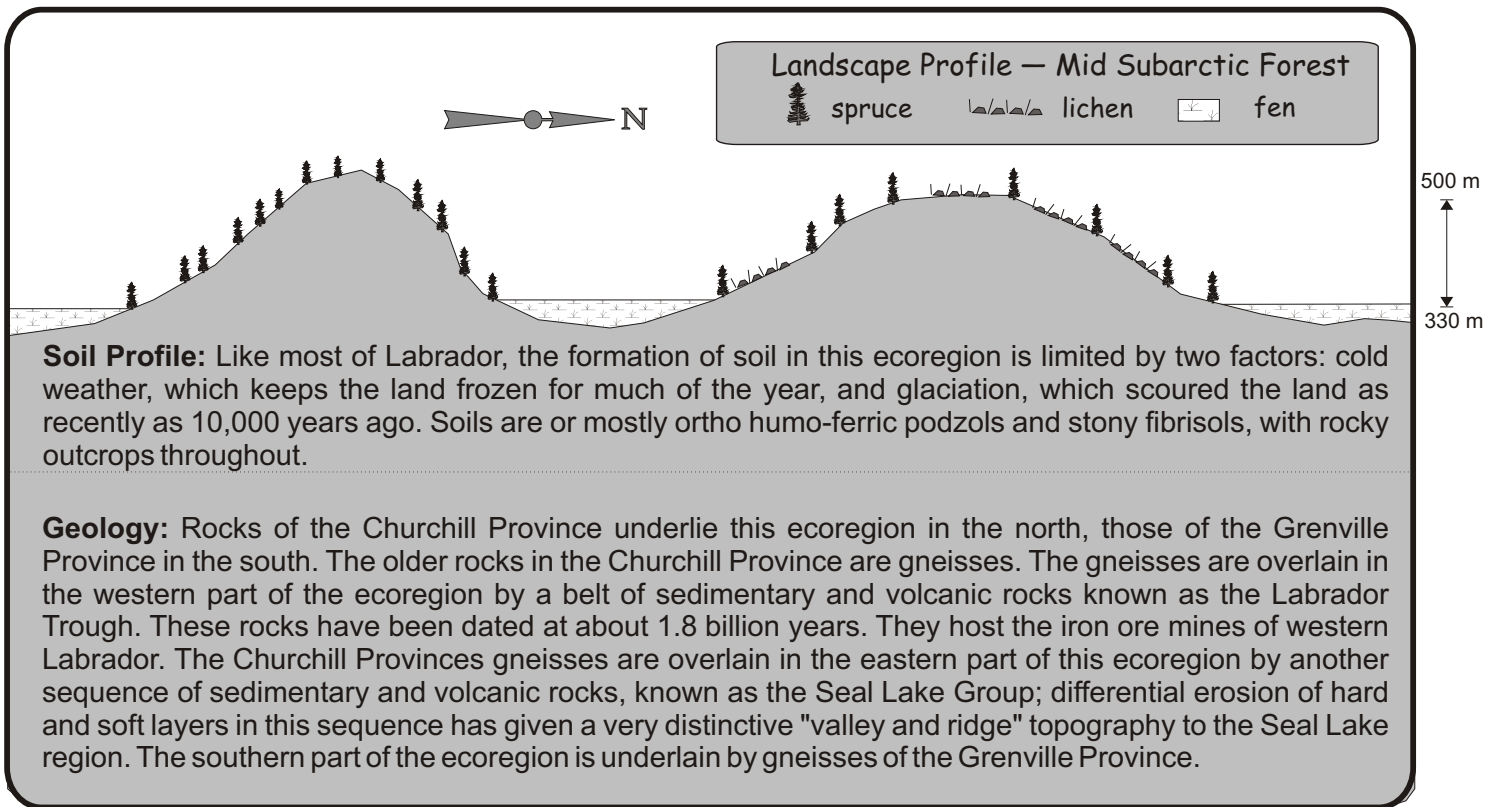 Landscape Profile — Mid Subarctic Forest
spruce lichen fen
N
500 m
330 m
Soil Profile: Like most of Labrador, the formation of soil in this ecoregion is limited by two factors: cold
weather, which keeps the land frozen for much of the year, and glaciation, which scoured the land as
recently as 10,000 years ago. Soils are or mostly ortho humo-ferric podzols and stony fibrisols, with rocky
outcrops throughout.
Geology: Rocks of the Churchill Province underlie this ecoregion in the north, those of the Grenville
Province in the south. The older rocks in the Churchill Province are gneisses. The gneisses are overlain in
the western part of the ecoregion by a belt of sedimentary and volcanic rocks known as the Labrador
Trough. These rocks have been dated at about 1.8 billion years. They host the iron ore mines of western
Labrador. The Churchill Provinces gneisses are overlain in the eastern part of this ecoregion by another
sequence of sedimentary and volcanic rocks, known as the Seal Lake Group; differential erosion of hard
and soft layers in this sequence has given a very distinctive "valley and ridge" topography to the Seal Lake
region. The southern part of the ecoregion is underlain by gneisses of the Grenville Province.